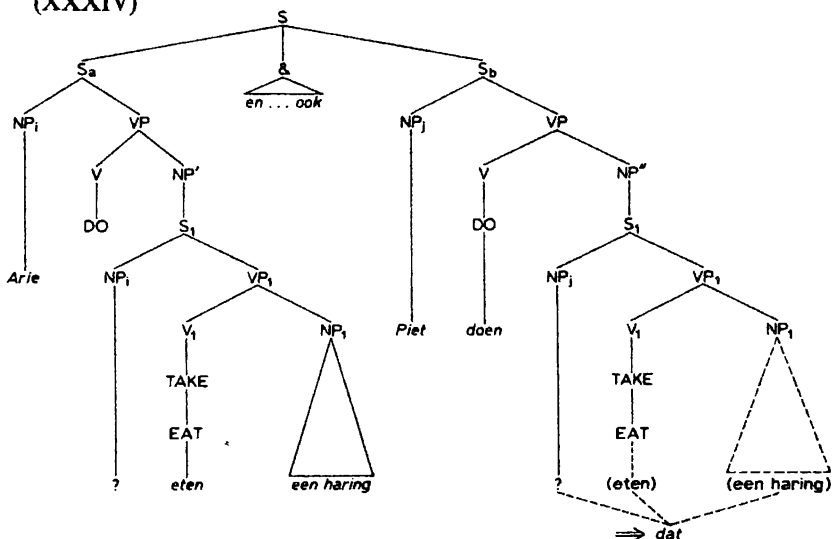 (XXXIV)
S
Sa & Sb
en ... ook
NPi VP NPj VP
V NP' V NP"
DO S1 DO S1
Arie NPi VP1 NPj VP1
V1 NP1 Piet doen V1 NP1
TAKE TAKE
EAT EAT
? eten een haring ? (eten) (een haring)
⇒ dat